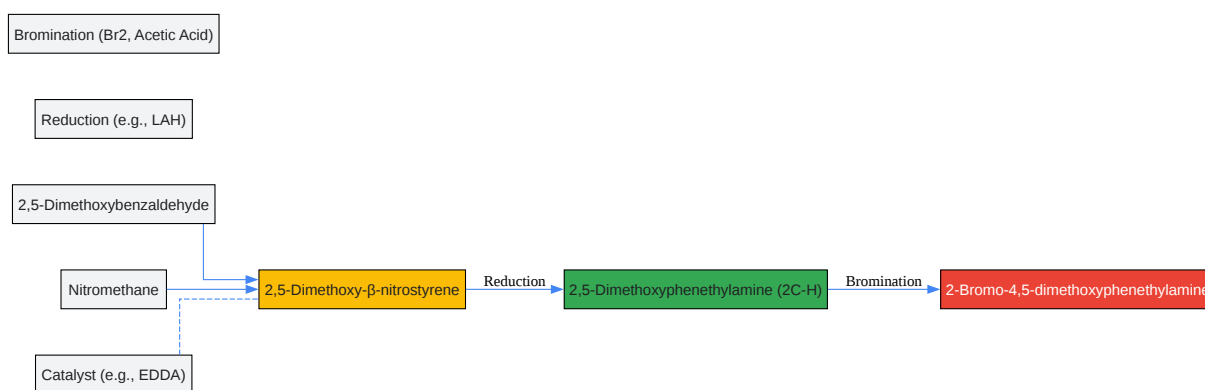 Bromination (Br2, Acetic Acid)
Reduction (e.g., LAH)
2,5-Dimethoxybenzaldehyde
Nitromethane
2,5-Dimethoxy-β-nitrostyrene
Reduction
2,5-Dimethoxyphenethylamine (2C-H)
Bromination
2-Bromo-4,5-dimethoxyphenethylamine
Catalyst (e.g., EDDA)